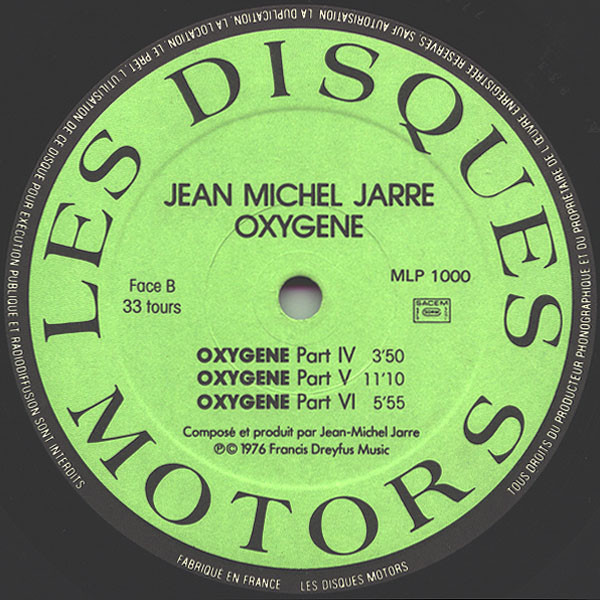 LES DISQUES MOTORS
JEAN MICHEL JARRE
OXYGENE
Face B
33 tours
MLP 1000
SACEM
OXYGENE Part IV 3'50
OXYGENE Part V 11'10
OXYGENE Part VI 5'55
Composé et produit par Jean-Michel Jarre
℗© 1976 Francis Dreyfus Music
TOUS DROITS DU PRODUCTEUR PHONOGRAPHIQUE ET DU PROPRIETAIRE DE L'ŒUVRE ENREGISTREE RESERVES. SAUF AUTORISATION, LA DUPLICATION, LA LOCATION, LE PRET, L'UTILISATION DE CE DISQUE POUR EXECUTION PUBLIQUE ET RADIODIFFUSION SONT INTERDITS
FABRIQUE EN FRANCE LES DISQUES MOTORS